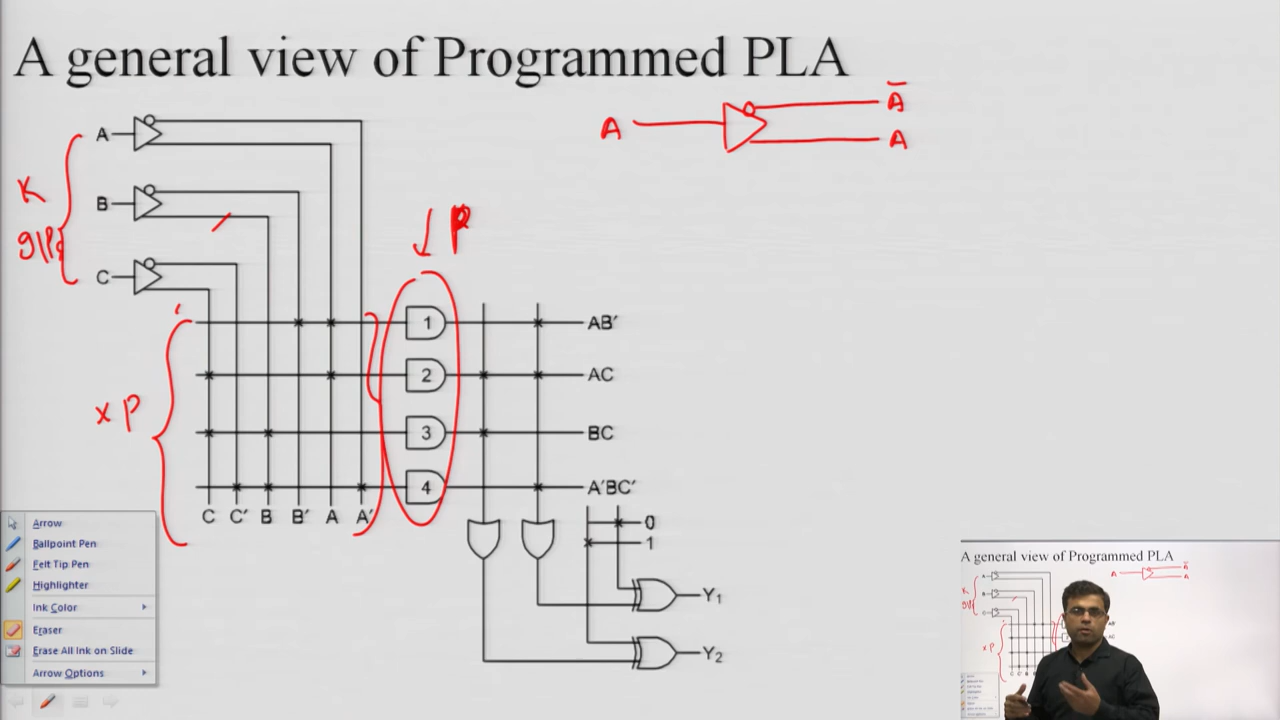 A general view of Programmed PLA
A
A̅
A
A
K
B
P
C
1
AB′
2
AC
x P
3
BC
4
A′BC′
C C′ B B′ A A′
0
1
Y₁
Y₂
Arrow
Ballpoint Pen
Felt Tip Pen
Highlighter
Ink Color
Eraser
Erase All Ink on Slide
Arrow Options
A general view of Programmed PLA